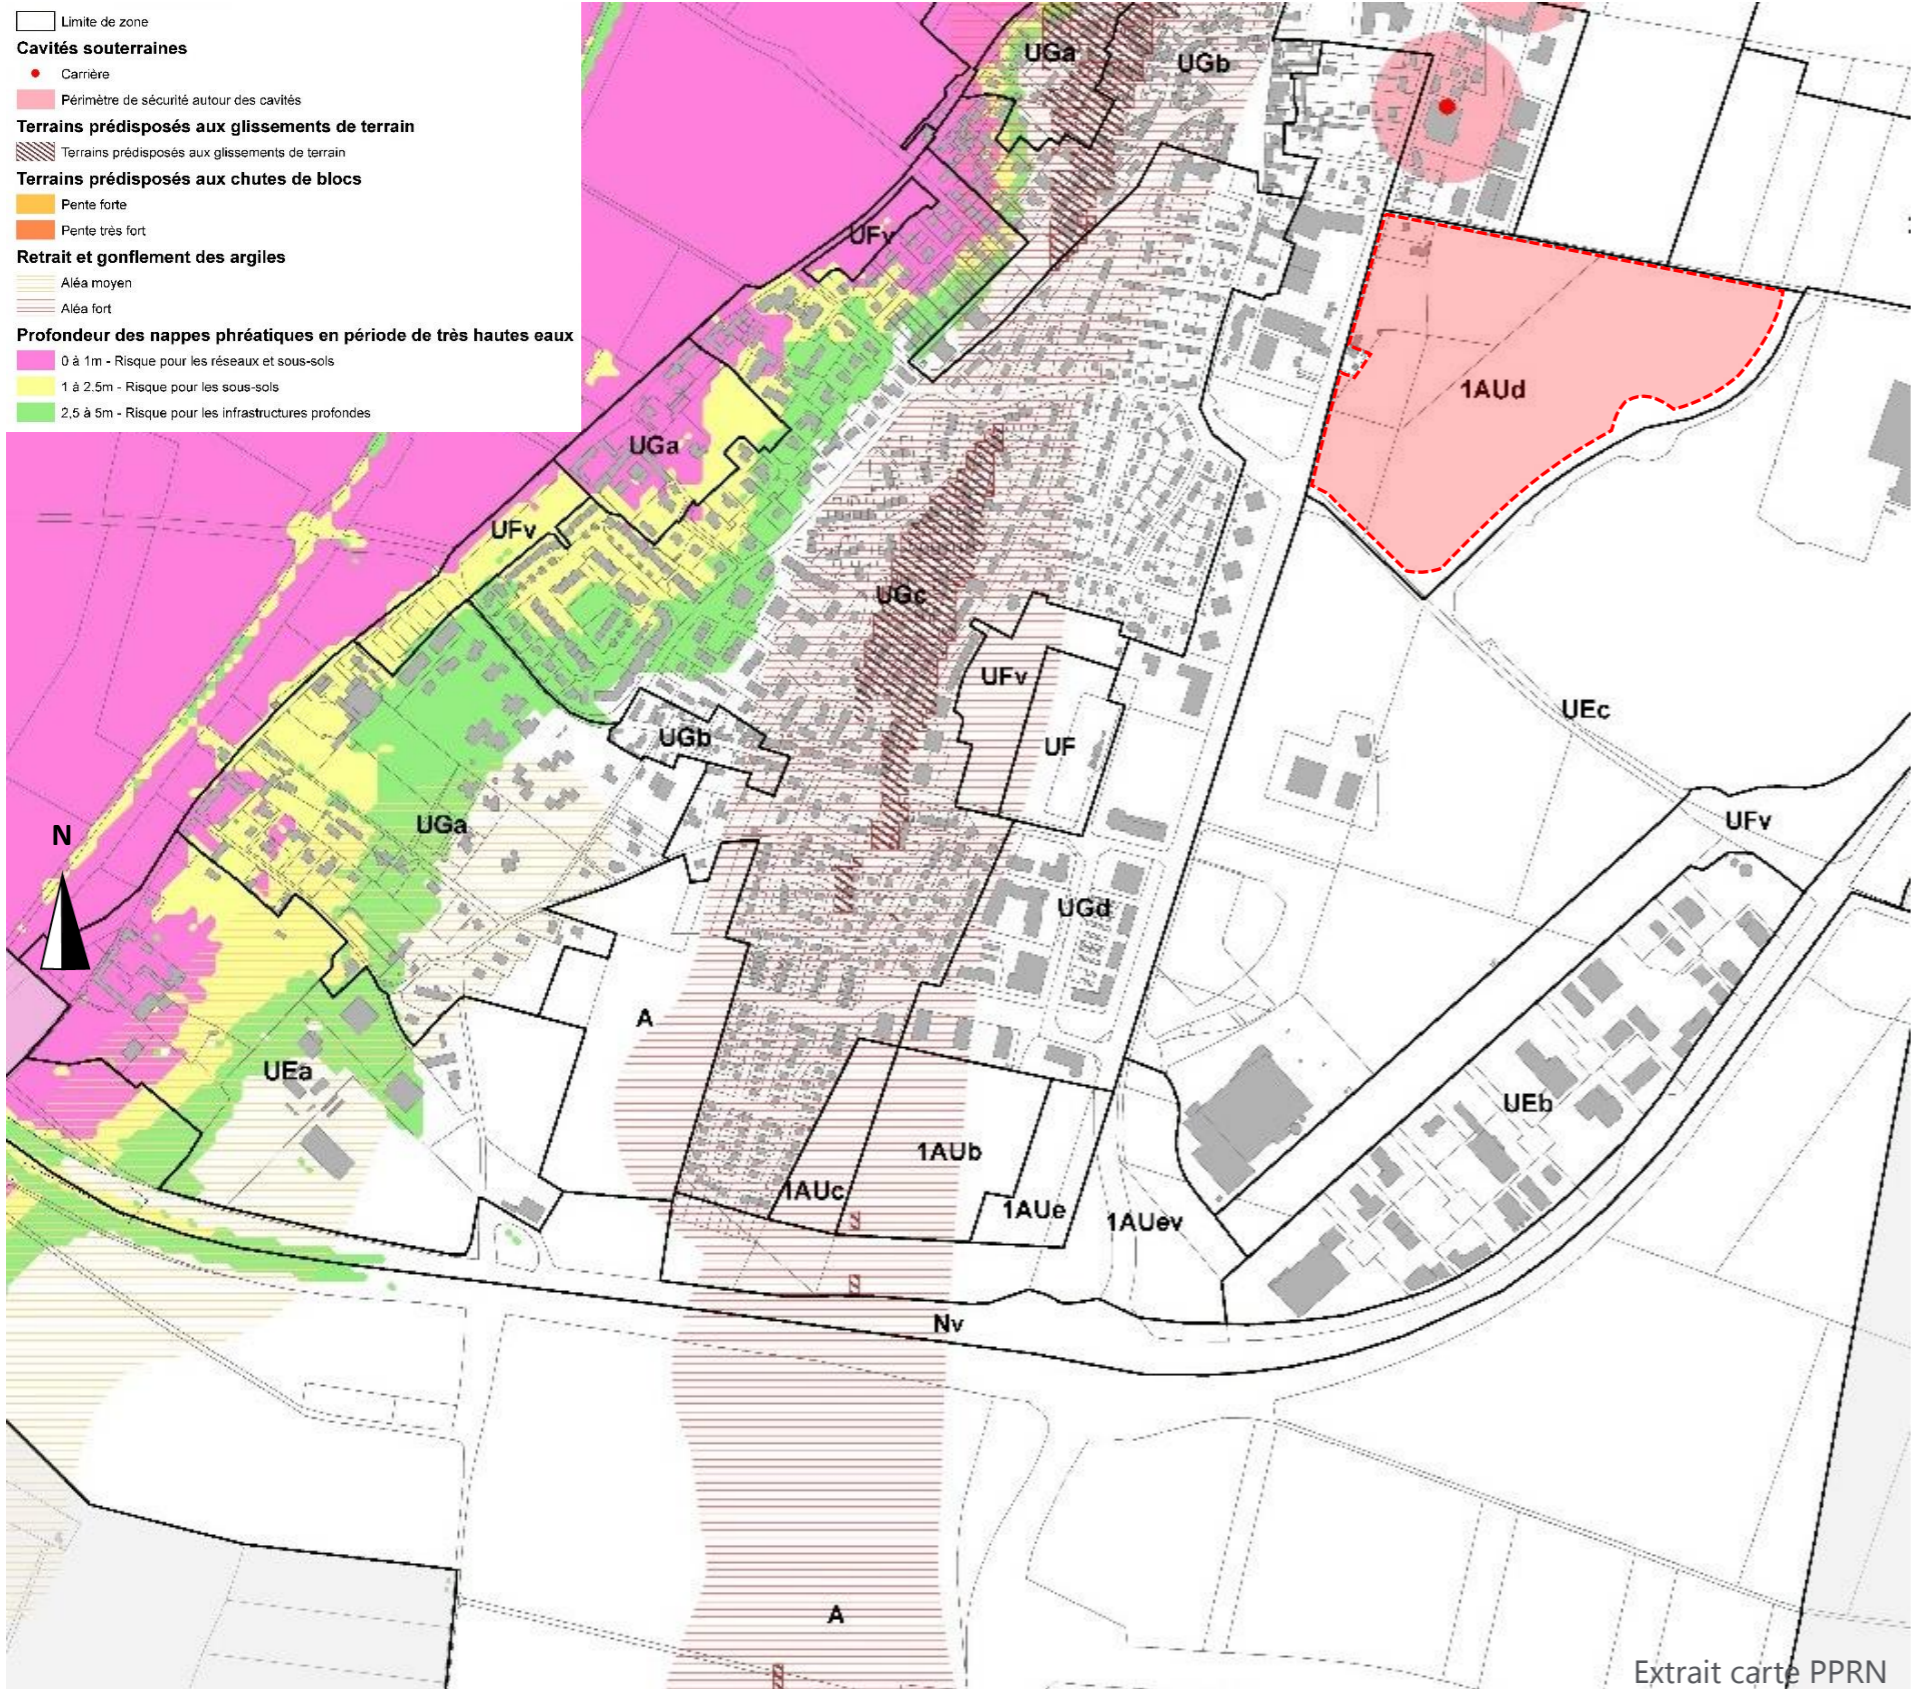 Limite de zone
Cavités souterraines
Carrière
Périmètre de sécurité autour des cavités
Terrains prédisposés aux glissements de terrain
Terrains prédisposés aux glissements de terrain
Terrains prédisposés aux chutes de blocs
Pente forte
Pente très fort
Retrait et gonflement des argiles
Aléa moyen
Aléa fort
Profondeur des nappes phréatiques en période de très hautes eaux
0 à 1m - Risque pour les réseaux et sous-sols
1 à 2.5m - Risque pour les sous-sols
2,5 à 5m - Risque pour les infrastructures profondes
UGa
UGb
UFv
1AUd
UGa
UFv
UGc
UFv
UEc
UGb
UF
UGa
UFv
N
UGd
A
UEa
UEb
1AUb
1AUc
1AUe
1AUev
Nv
A
Extrait carte PPRN